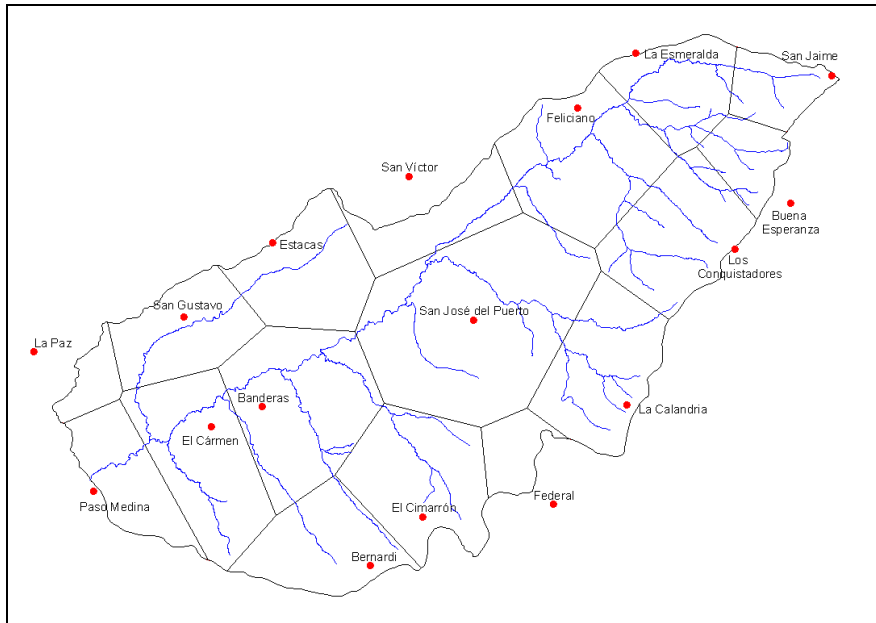 La Esmeralda
San Jaime
Feliciano
San Víctor
Buena
Esperanza
Estacas
Los
Conquistadores
San Gustavo
San José del Puerto
La Paz
Banderas
La Calandria
El Cármen
Paso Medina
El Cimarrón
Federal
Bernardi